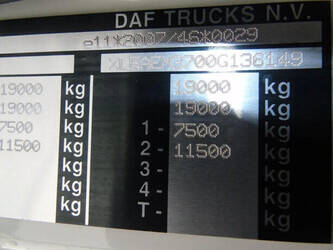 DAF TRUCKS N.V.
e11*2007/46*0029
19000 kg 19000 kg
19000 kg 19000 kg
7500 kg 1- 7500 kg
11500 kg 2- 11500 kg
kg 3- kg
kg 4- kg
kg T- kg